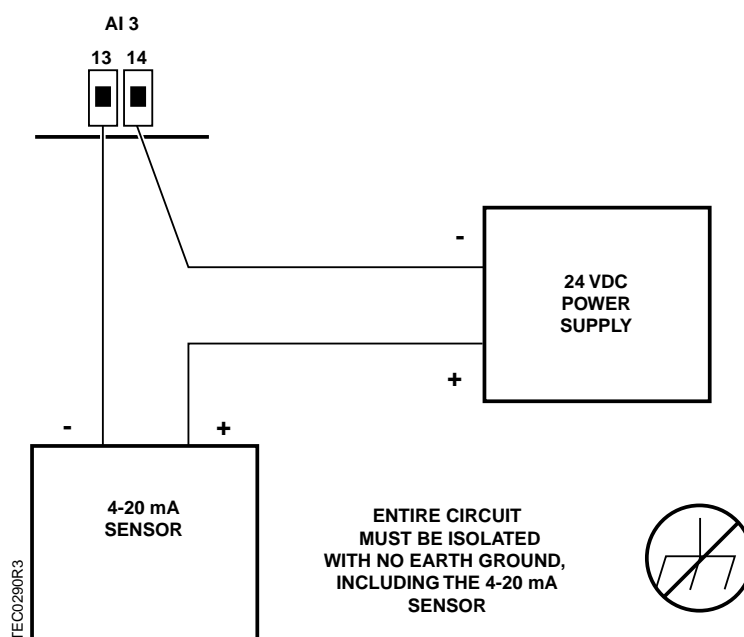 AI 3
13 14
-
24 VDC
POWER
SUPPLY
+
- +
4-20 mA
SENSOR
ENTIRE CIRCUIT
MUST BE ISOLATED
WITH NO EARTH GROUND,
INCLUDING THE 4-20 mA
SENSOR
TEC0290R3